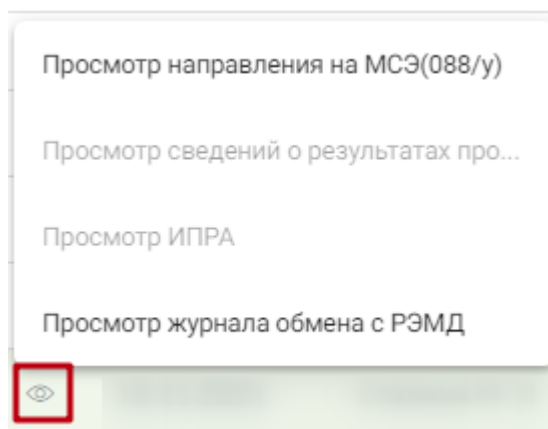 Просмотр направления на МСЭ(088/у)
Просмотр сведений о результатах про...
Просмотр ИПРА
Просмотр журнала обмена с РЭМД